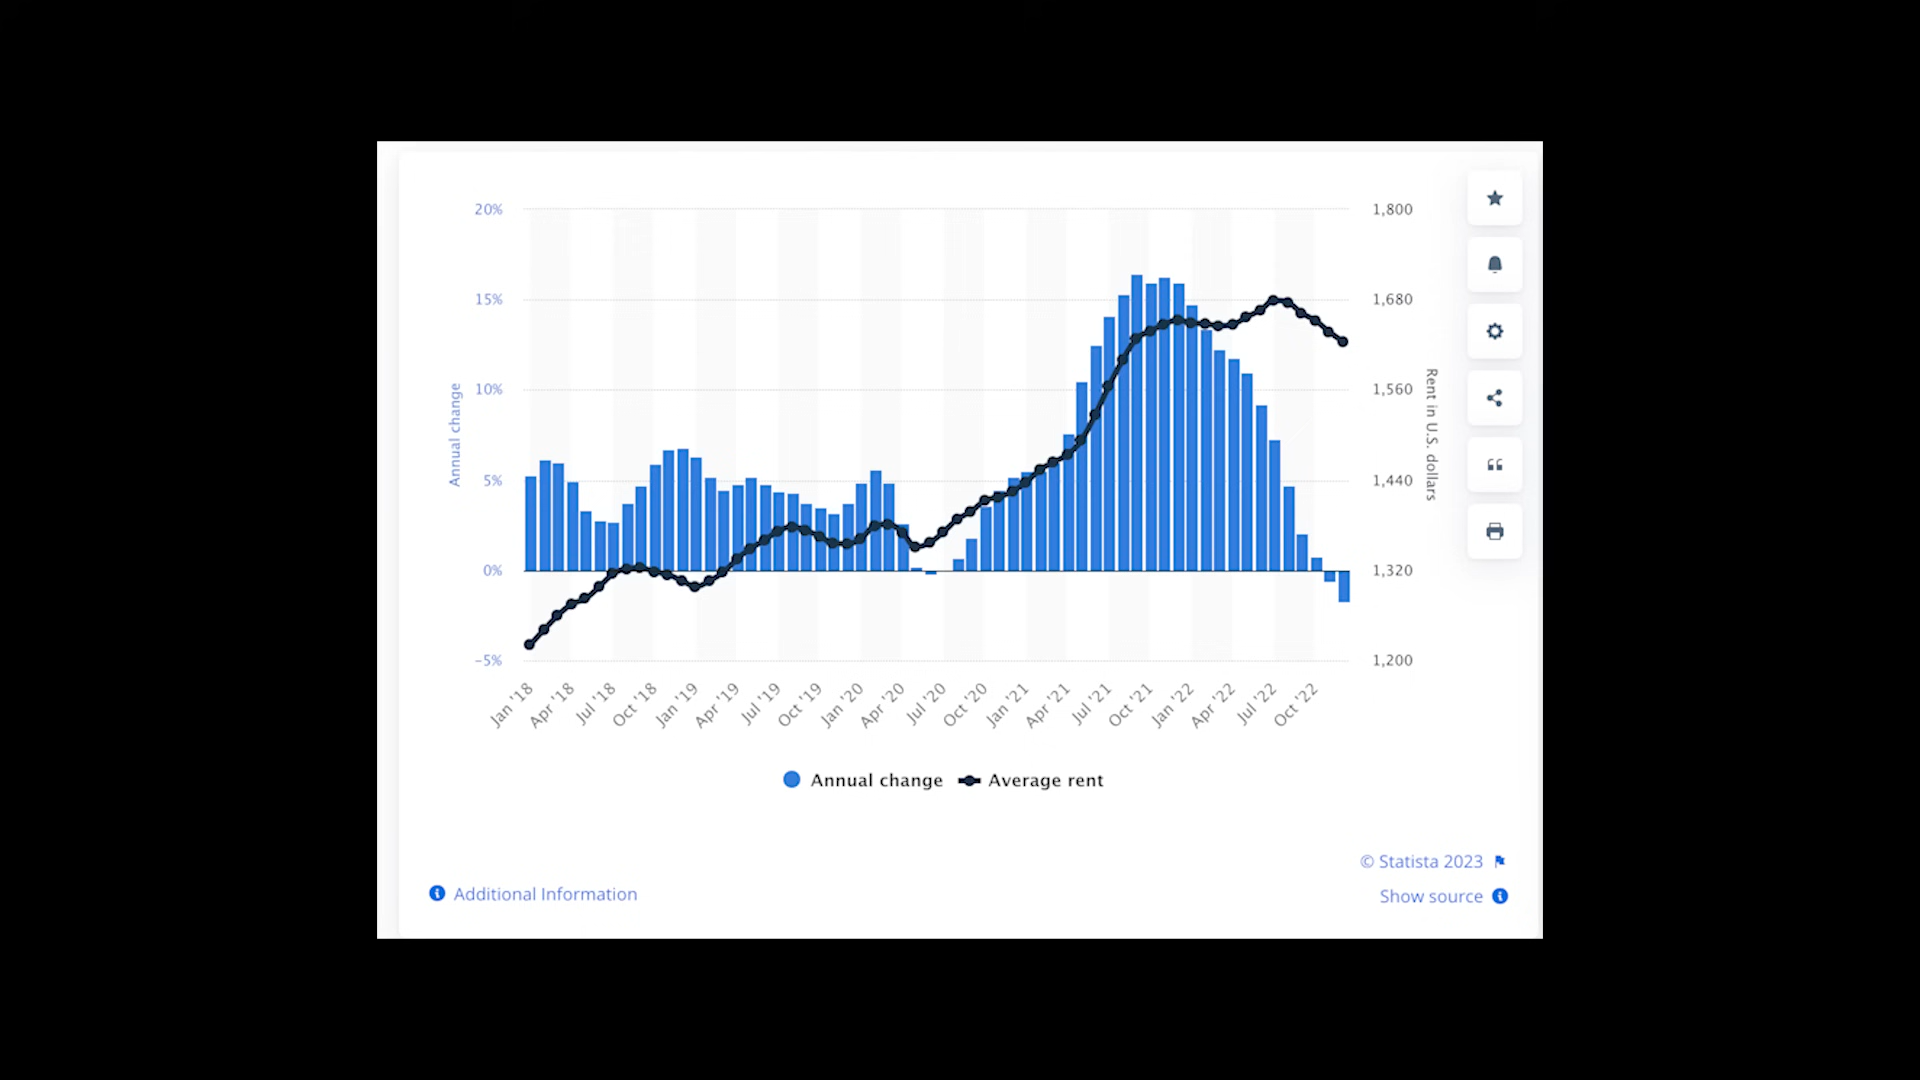 20%
15%
10%
5%
0%
−5%
Annual change
1,800
1,680
1,560
1,440
1,320
1,200
Rent in U.S. dollars
Jan '18
Apr '18
Jul '18
Oct '18
Jan '19
Apr '19
Jul '19
Oct '19
Jan '20
Apr '20
Jul '20
Oct '20
Jan '21
Apr '21
Jul '21
Oct '21
Jan '22
Apr '22
Jul '22
Oct '22
Annual change
Average rent
© Statista 2023
Additional Information
Show source